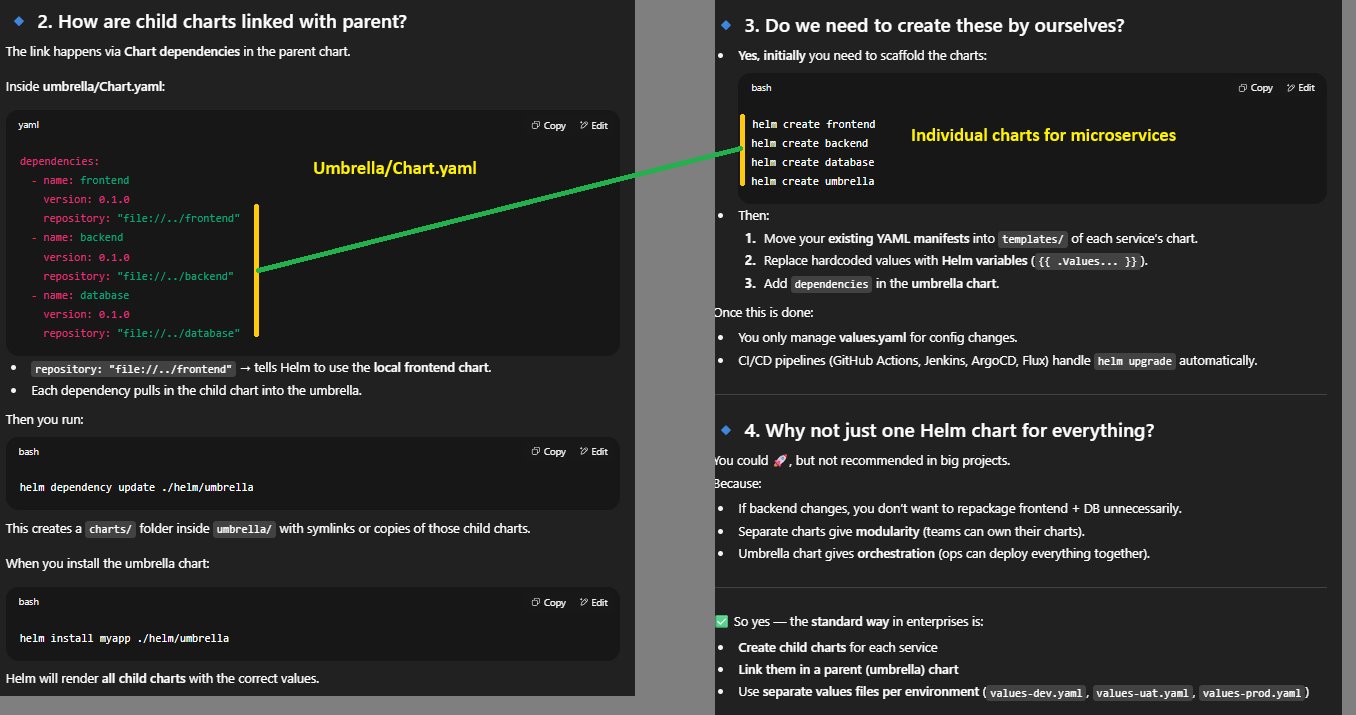 2. How are child charts linked with parent?
The link happens via Chart dependencies in the parent chart.
Inside umbrella/Chart.yaml:
yaml
Copy Edit
dependencies:
- name: frontend
version: 0.1.0
repository: "file://../frontend"
- name: backend
version: 0.1.0
repository: "file://../backend"
- name: database
version: 0.1.0
repository: "file://../database"
Umbrella/Chart.yaml
• repository: "file://../frontend" → tells Helm to use the local frontend chart.
• Each dependency pulls in the child chart into the umbrella.
Then you run:
bash
Copy Edit
helm dependency update ./helm/umbrella
This creates a charts/ folder inside umbrella/ with symlinks or copies of those child charts.
When you install the umbrella chart:
bash
Copy Edit
helm install myapp ./helm/umbrella
Helm will render all child charts with the correct values.
3. Do we need to create these by ourselves?
• Yes, initially you need to scaffold the charts:
bash
Copy Edit
helm create frontend
helm create backend
helm create database
helm create umbrella
Individual charts for microservices
• Then:
1. Move your existing YAML manifests into templates/ of each service's chart.
2. Replace hardcoded values with Helm variables ({{ .Values... }}).
3. Add dependencies in the umbrella chart.
Once this is done:
• You only manage values.yaml for config changes.
• CI/CD pipelines (GitHub Actions, Jenkins, ArgoCD, Flux) handle helm upgrade automatically.
4. Why not just one Helm chart for everything?
You could 🚀, but not recommended in big projects.
Because:
• If backend changes, you don't want to repackage frontend + DB unnecessarily.
• Separate charts give modularity (teams can own their charts).
• Umbrella chart gives orchestration (ops can deploy everything together).
✅ So yes — the standard way in enterprises is:
• Create child charts for each service
• Link them in a parent (umbrella) chart
• Use separate values files per environment (values-dev.yaml, values-uat.yaml, values-prod.yaml)